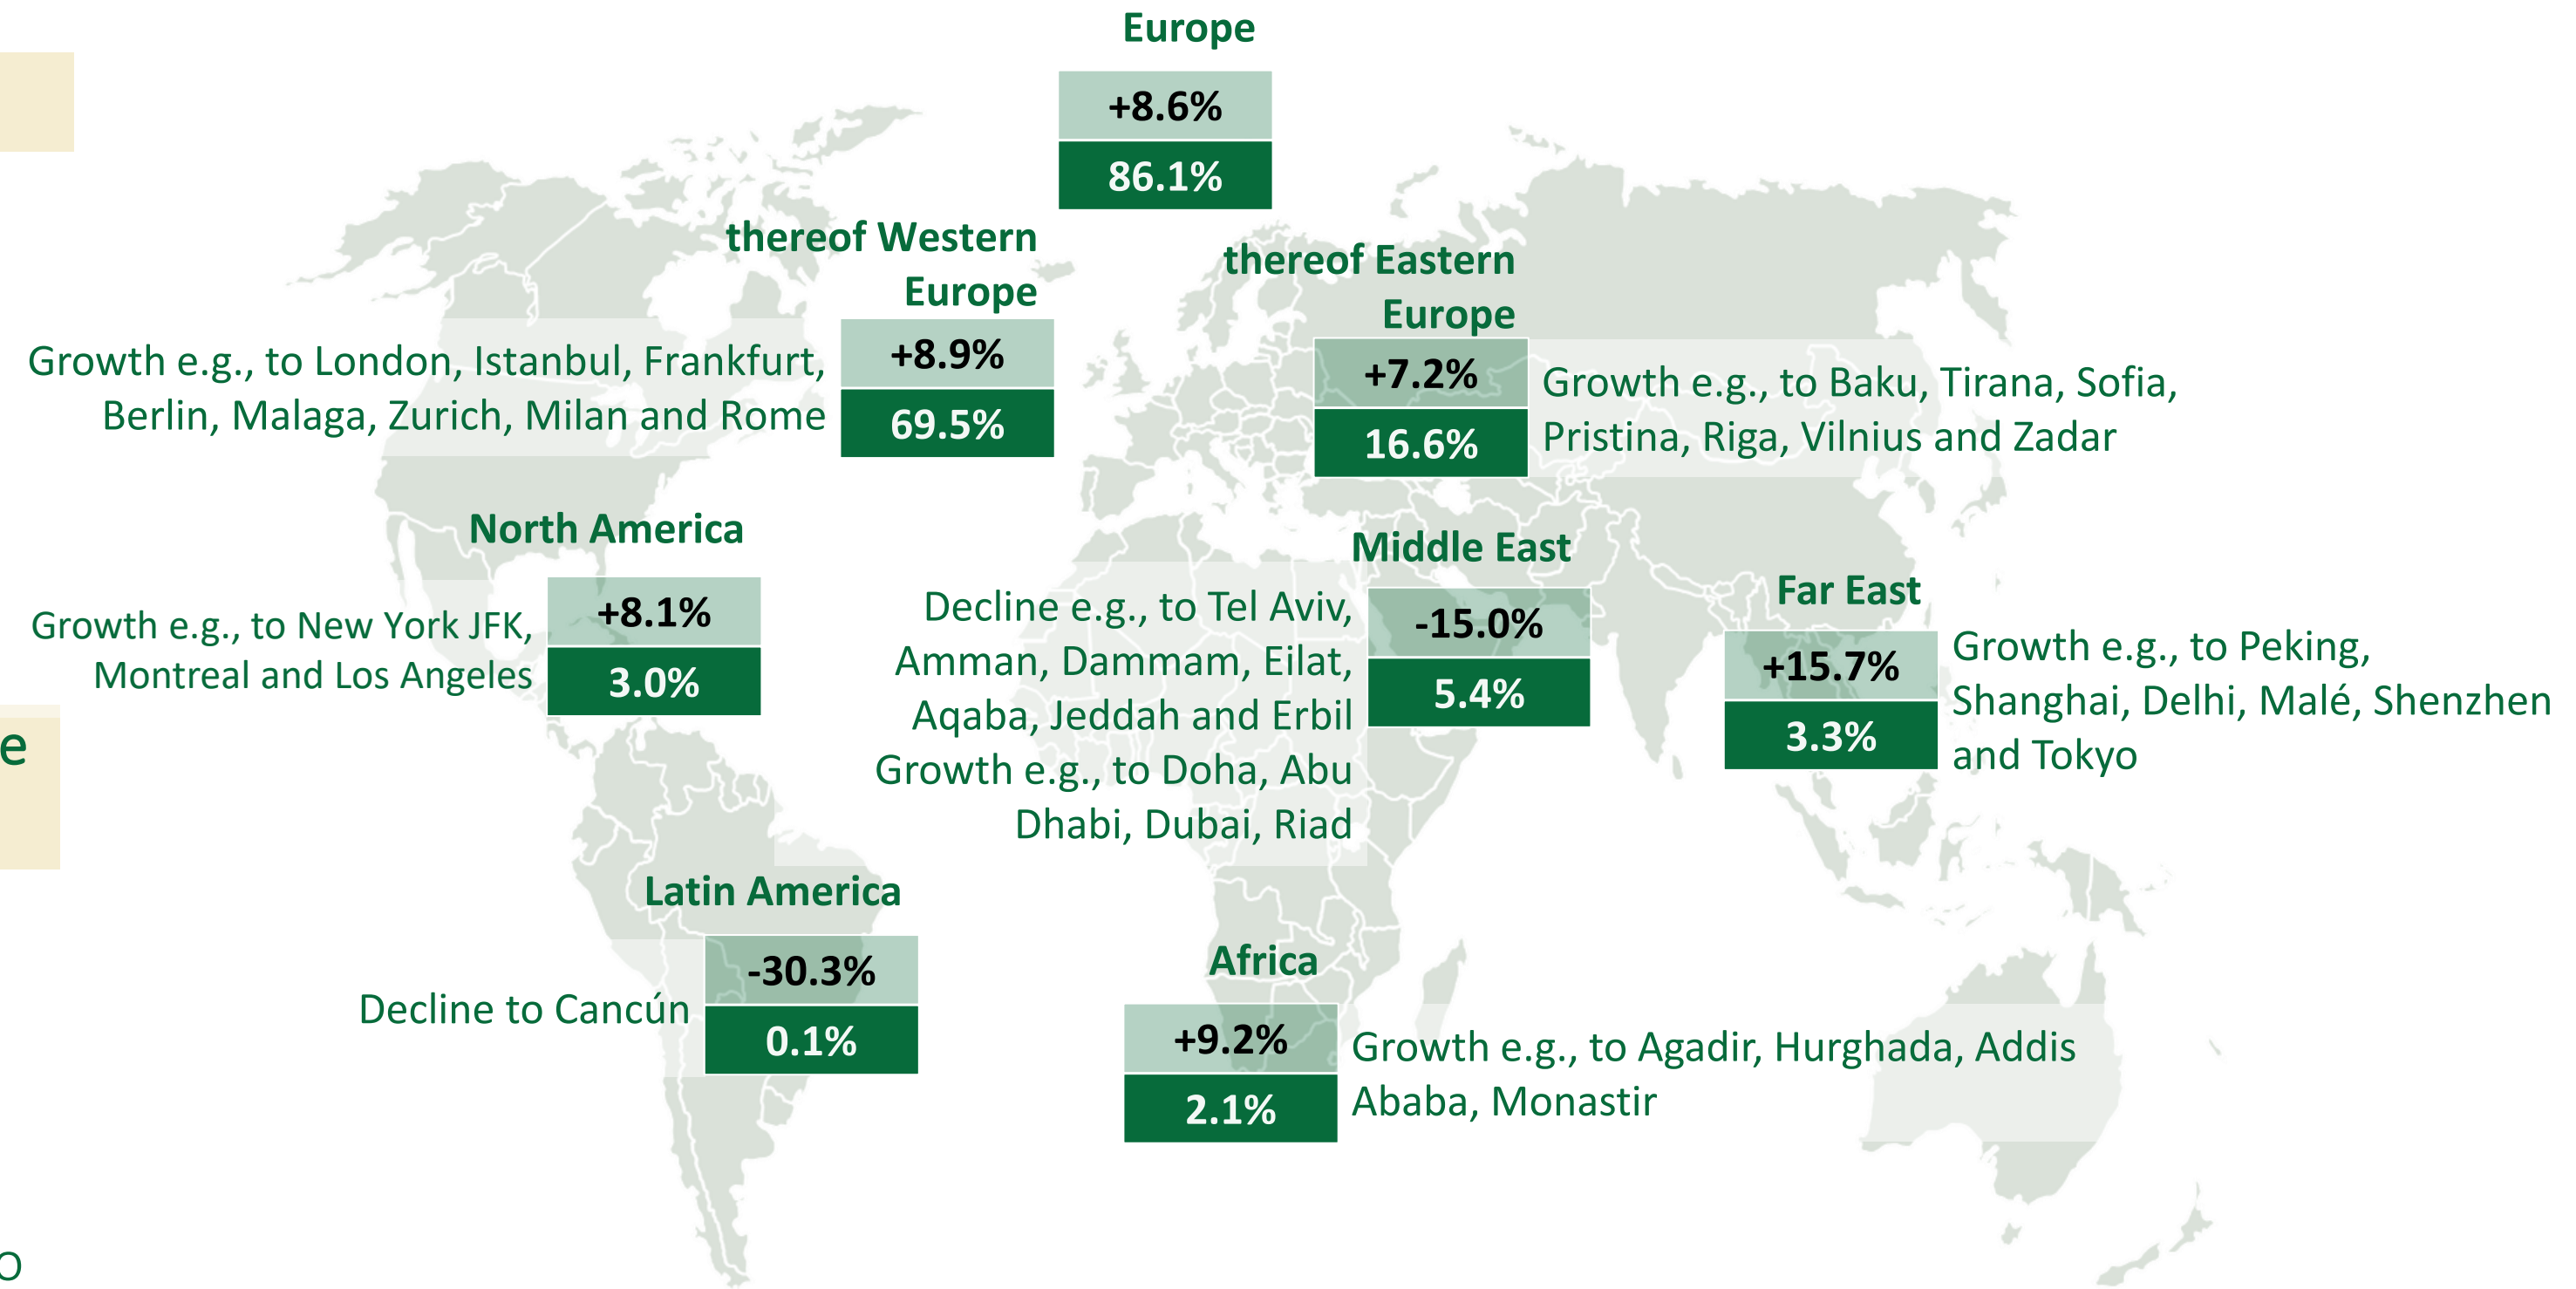 Europe
+8.6%
86.1%
thereof Western
Europe
+8.9%
69.5%
Growth e.g., to London, Istanbul, Frankfurt,
Berlin, Malaga, Zurich, Milan and Rome
thereof Eastern
Europe
+7.2%
16.6%
Growth e.g., to Baku, Tirana, Sofia,
Pristina, Riga, Vilnius and Zadar
North America
+8.1%
3.0%
Growth e.g., to New York JFK,
Montreal and Los Angeles
Middle East
-15.0%
5.4%
Decline e.g., to Tel Aviv,
Amman, Dammam, Eilat,
Aqaba, Jeddah and Erbil
Growth e.g., to Doha, Abu
Dhabi, Dubai, Riad
Far East
+15.7%
3.3%
Growth e.g., to Peking,
Shanghai, Delhi, Malé, Shenzhen
and Tokyo
e
Latin America
-30.3%
0.1%
Decline to Cancún
Africa
+9.2%
2.1%
Growth e.g., to Agadir, Hurghada, Addis
Ababa, Monastir